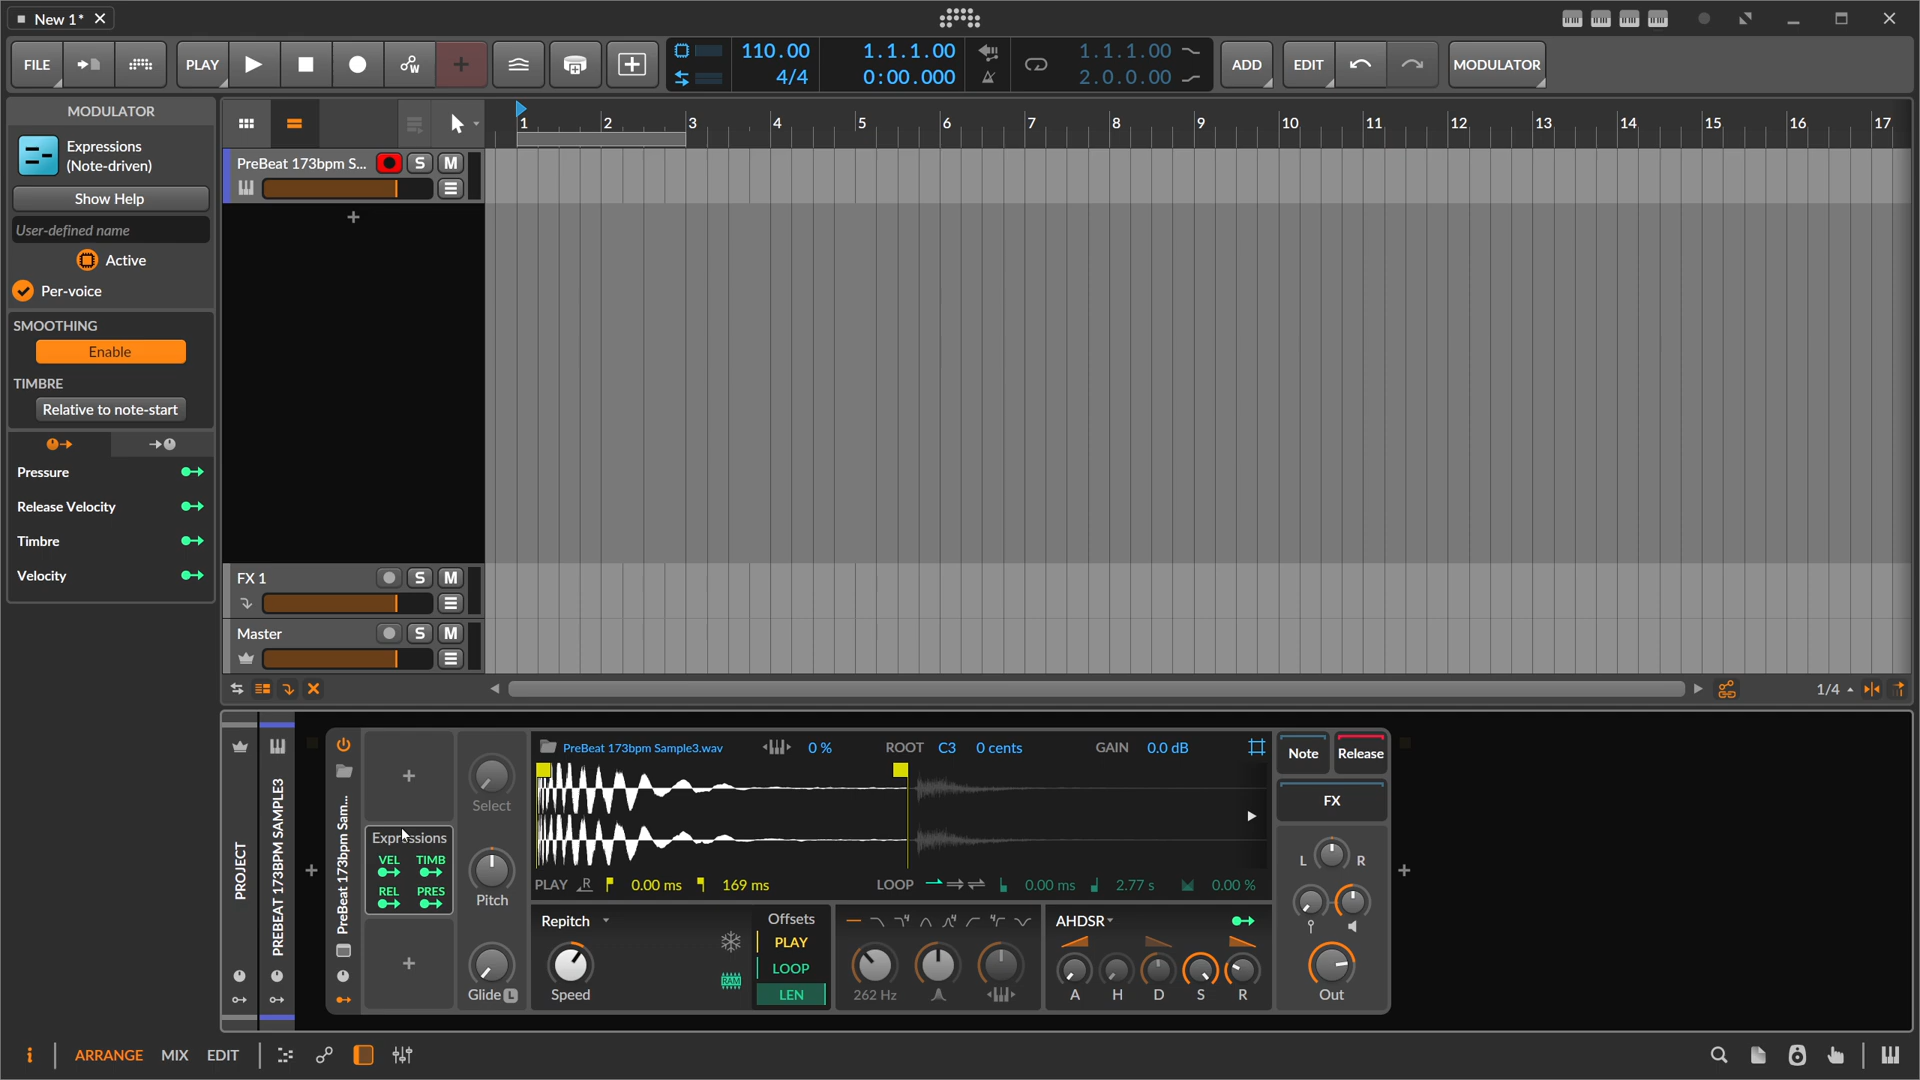 New 1*
FILE
PLAY
110.00
4/4
1.1.1.00
0:00.000
1.1.1.00
2.0.0.00
ADD
EDIT
MODULATOR
MODULATOR
Expressions
(Note-driven)
Show Help
User-defined name
Active
Per-voice
SMOOTHING
Enable
TIMBRE
Relative to note-start
Pressure
Release Velocity
Timbre
Velocity
1 2 3 4 5 6 7 8 9 10 11 12 13 14 15 16 17
PreBeat 173bpm S... S M
FX 1 S M
Master S M
1/4
PROJECT
PREBEAT 173BPM SAMPLE3
PreBeat 173bpm Sam...
Expressions
VEL TIMB
REL PRES
Select
Pitch
Glide L
PreBeat 173bpm Sample3.wav 0 % ROOT C3 0 cents GAIN 0.0 dB
PLAY R 0.00 ms 169 ms LOOP 0.00 ms 2.77 s 0.00 %
Repitch
Speed
RAM
Offsets
PLAY
LOOP
LEN
262 Hz
AHDSR
A H D S R
Note Release
FX
L R
Out
i ARRANGE MIX EDIT